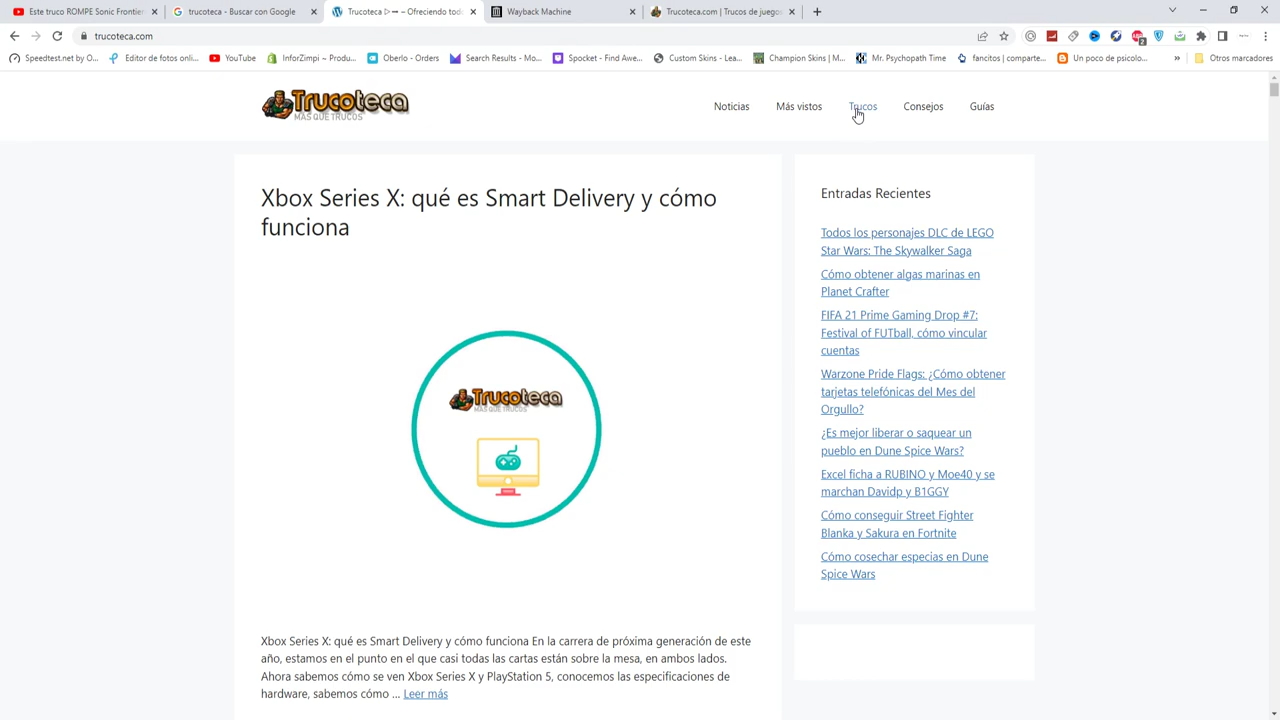 Este truco ROMPE Sonic Frontier
trucoteca - Buscar con Google
Trucoteca ▷➡ – Ofreciendo tod
Wayback Machine
Trucoteca.com | Trucos de juego
trucoteca.com
Speedtest.net by O...
Editor de fotos onli...
YouTube
InforZimpi ~ Produ...
Oberlo - Orders
Search Results - Mo...
Spocket - Find Awe...
Custom Skins - Lea...
Champion Skins | M...
Mr. Psychopath Time
fancitos | comparte...
Un poco de psicolo...
»
Otros marcadores
Trucoteca
MÁS QUE TRUCOS
Noticias
Más vistos
Trucos
Consejos
Guías
Xbox Series X: qué es Smart Delivery y cómo
funciona
Trucoteca
MÁS QUE TRUCOS
Xbox Series X: qué es Smart Delivery y cómo funciona En la carrera de próxima generación de este
año, estamos en el punto en el que casi todas las cartas están sobre la mesa, en ambos lados.
Ahora sabemos cómo se ven Xbox Series X y PlayStation 5, conocemos las especificaciones de
hardware, sabemos cómo ... Leer más
Entradas Recientes
Todos los personajes DLC de LEGO
Star Wars: The Skywalker Saga
Cómo obtener algas marinas en
Planet Crafter
FIFA 21 Prime Gaming Drop #7:
Festival of FUTball, cómo vincular
cuentas
Warzone Pride Flags: ¿Cómo obtener
tarjetas telefónicas del Mes del
Orgullo?
¿Es mejor liberar o saquear un
pueblo en Dune Spice Wars?
Excel ficha a RUBINO y Moe40 y se
marchan Davidp y B1GGY
Cómo conseguir Street Fighter
Blanka y Sakura en Fortnite
Cómo cosechar especias en Dune
Spice Wars